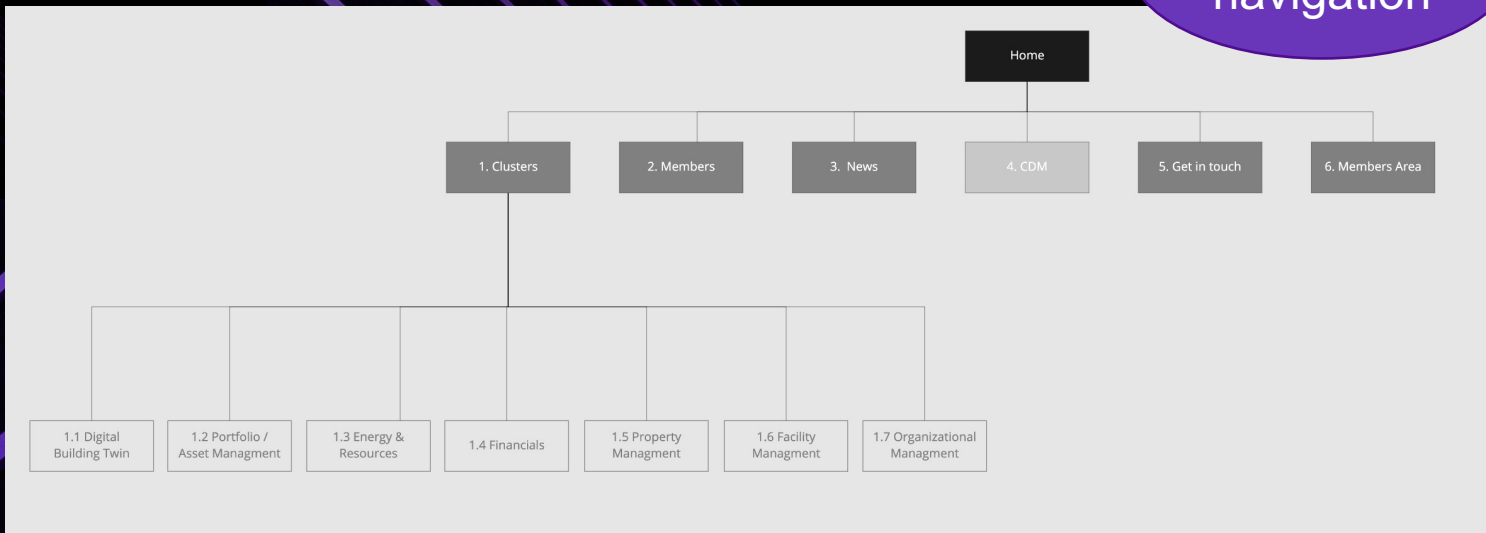 navigation
Home
1. Clusters
2. Members
3. News
4. CDM
5. Get in touch
6. Members Area
1.1 Digital
Building Twin
1.2 Portfolio /
Asset Managment
1.3 Energy &
Resources
1.4 Financials
1.5 Property
Managment
1.6 Facility
Managment
1.7 Organizational
Managment